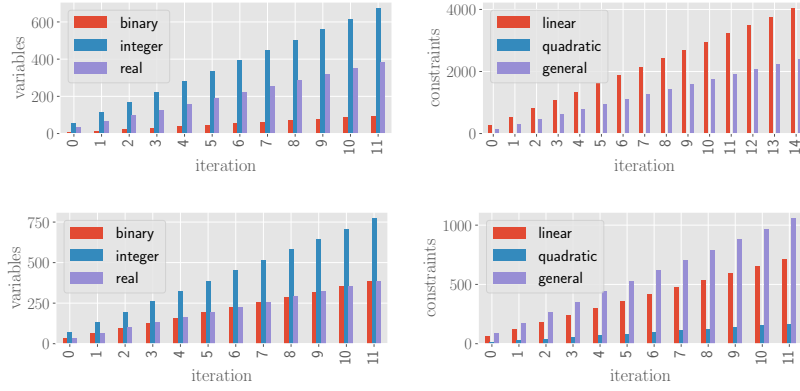 variables
600
400
200
0
binary
integer
real
0 1 2 3 4 5 6 7 8 9 10 11
iteration
constraints
4000
2000
0
linear
quadratic
general
0 1 2 3 4 5 6 7 8 9 10 11 12 13 14
iteration
variables
750
500
250
0
binary
integer
real
0 1 2 3 4 5 6 7 8 9 10 11
iteration
constraints
1000
500
0
linear
quadratic
general
0 1 2 3 4 5 6 7 8 9 10 11
iteration